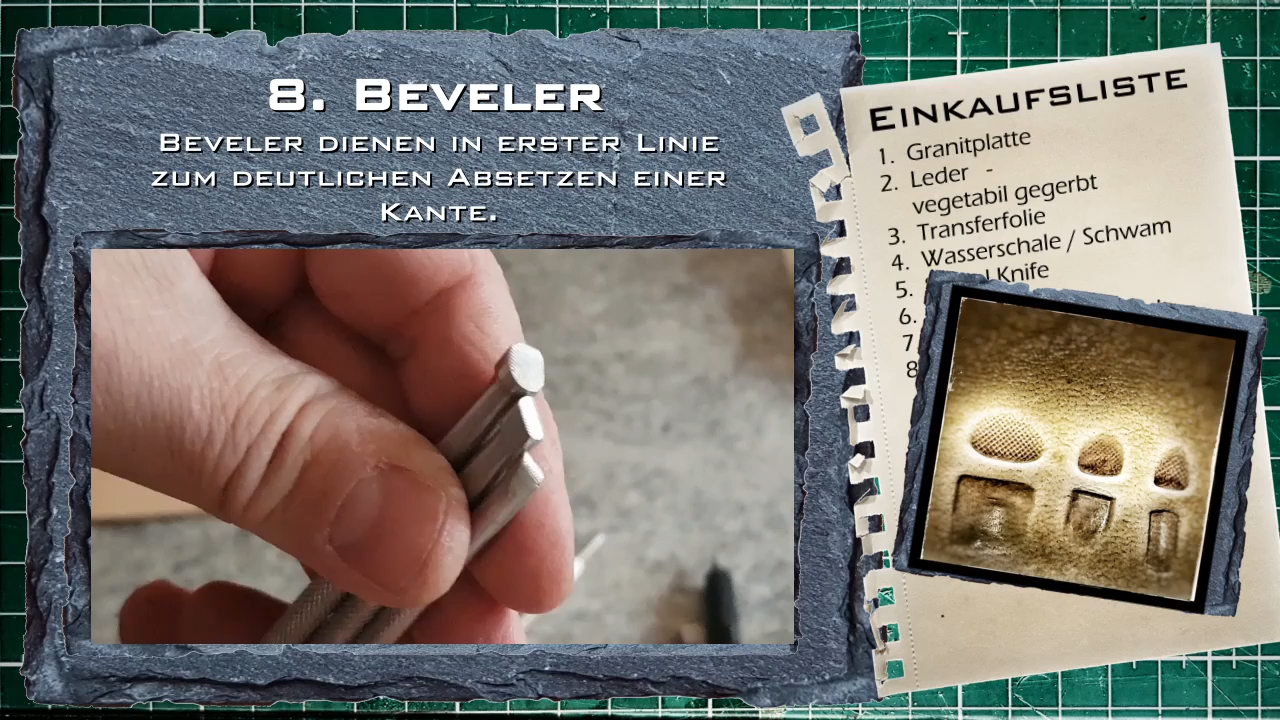 8. Beveler
Beveler dienen in erster Linie
zum deutlichen Absetzen einer
Kante.
Einkaufsliste
1. Granitplatte
2. Leder -
vegetabil gegerbt
3. Transferfolie
4. Wasserschale / Schwam
5. Knife
6.
7
8